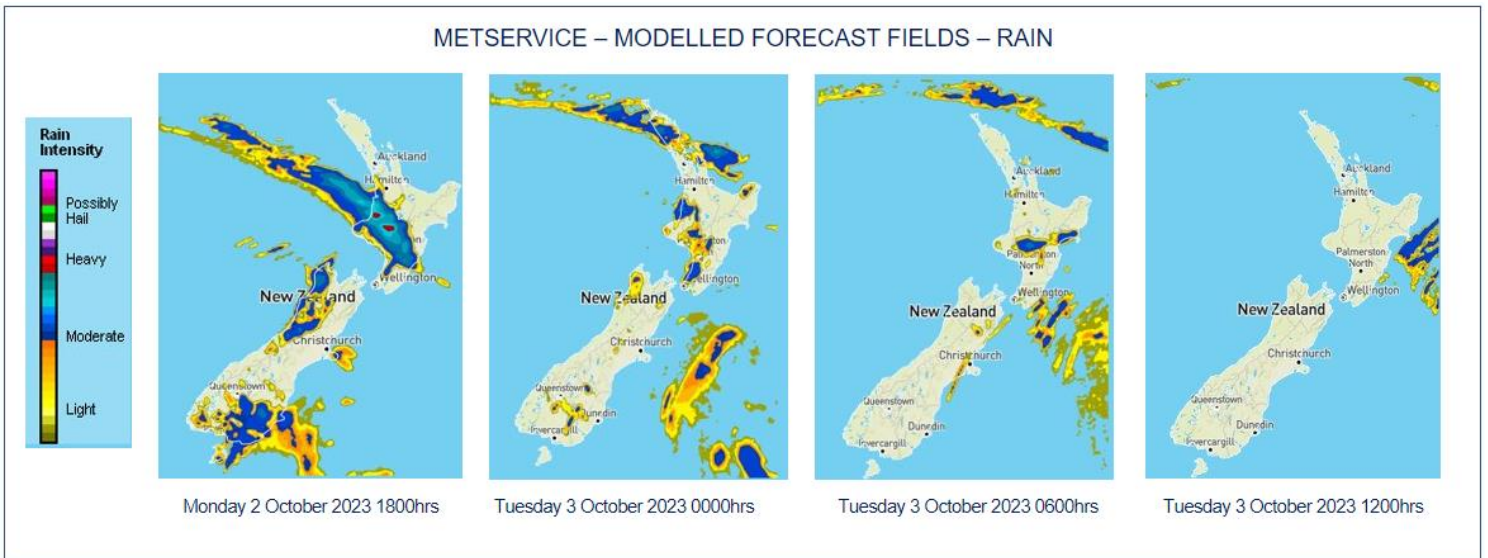 METSERVICE – MODELLED FORECAST FIELDS – RAIN
Rain
Intensity
Possibly
Hail
Heavy
Moderate
Light
Auckland
Hamilton
Wellington
New Zealand
Christchurch
Queenstown
Monday 2 October 2023 1800hrs
Hamilton
Wellington
New Zealand
Christchurch
Queenstown
Dunedin
Invercargill
Tuesday 3 October 2023 0000hrs
Auckland
Hamilton
Palmerston
North
Wellington
New Zealand
Christchurch
Queenstown
Dunedin
Invercargill
Tuesday 3 October 2023 0600hrs
Auckland
Hamilton
Palmerston
North
Wellington
New Zealand
Christchurch
Queenstown
Dunedin
Invercargill
Tuesday 3 October 2023 1200hrs